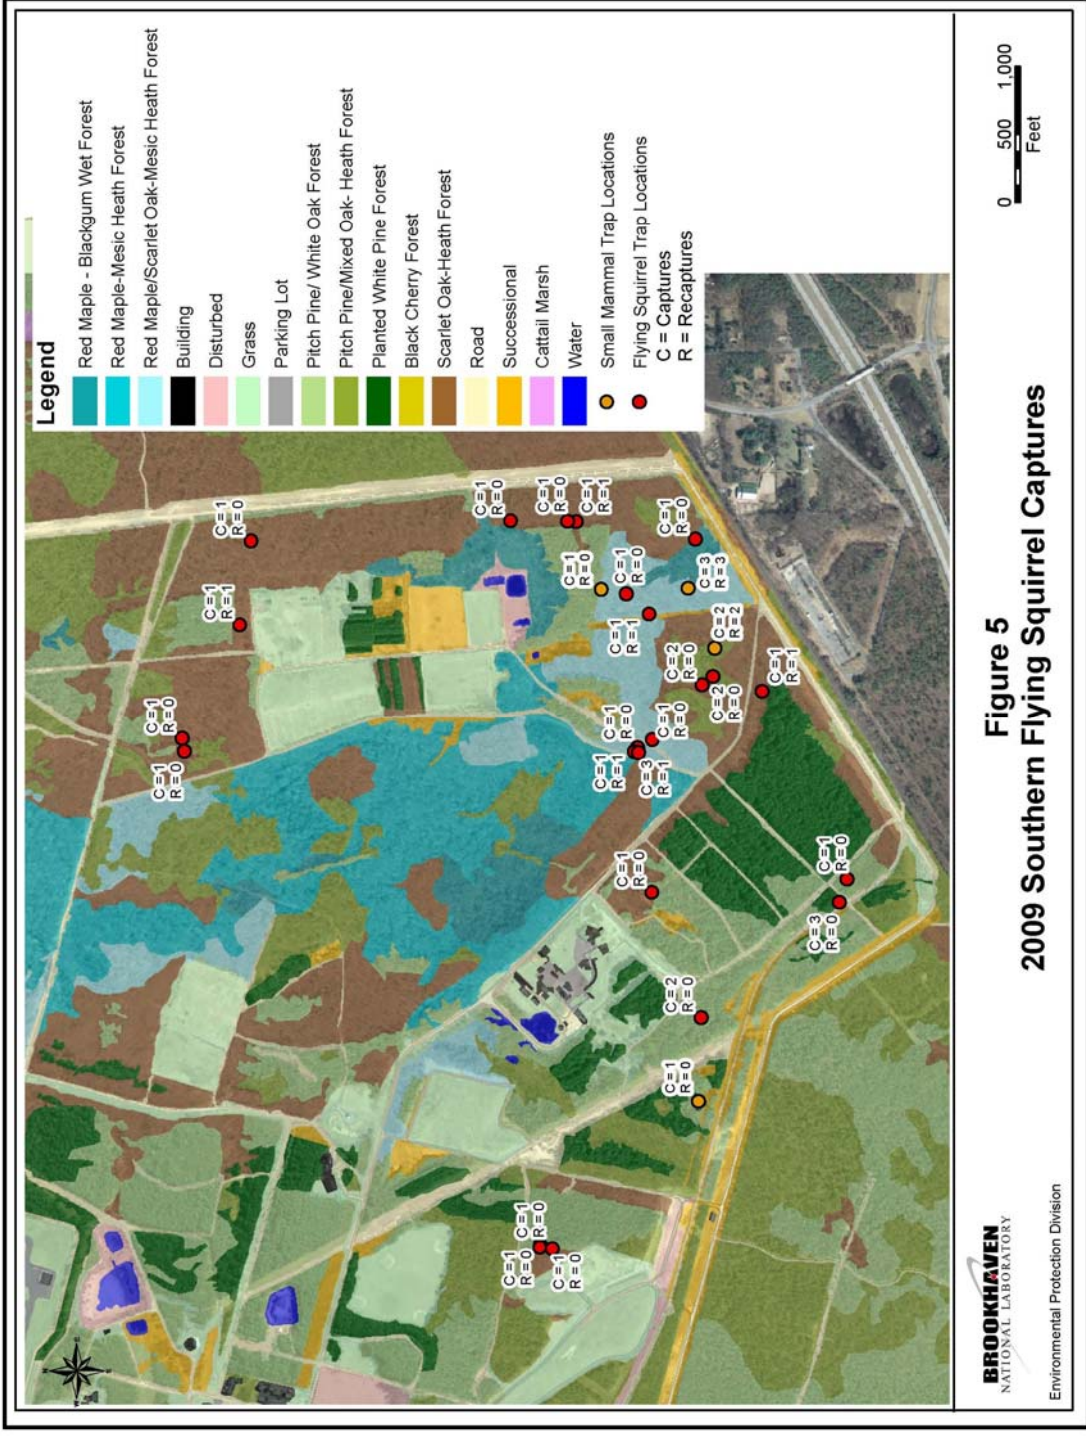 Legend
Red Maple - Blackgum Wet Forest
Red Maple-Mesic Heath Forest
Red Maple/Scarlet Oak-Mesic Heath Forest
Building
Disturbed
Grass
Parking Lot
Pitch Pine/ White Oak Forest
Pitch Pine/Mixed Oak- Heath Forest
Planted White Pine Forest
Black Cherry Forest
Scarlet Oak-Heath Forest
Road
Successional
Cattail Marsh
Water
Small Mammal Trap Locations
Flying Squirrel Trap Locations
C = Captures
R = Recaptures
C = 1
R = 0
C = 1
R = 0
C = 1
R = 1
C = 1
R = 0
C = 1
R = 0
C = 1
R = 0
C = 1
R = 1
C = 1
R = 0
C = 1
R = 0
C = 1
R = 0
C = 3
R = 3
C = 1
R = 1
C = 2
R = 2
C = 2
R = 0
C = 2
R = 0
C = 1
R = 1
C = 1
R = 0
C = 1
R = 0
C = 1
R = 1
C = 3
R = 1
C = 1
R = 0
C = 1
R = 0
C = 3
R = 0
C = 2
R = 0
C = 1
R = 0
C = 1
R = 0
C = 1
R = 0
C = 1
R = 0
BROOKHAVEN
NATIONAL LABORATORY
Environmental Protection Division
Figure 5
2009 Southern Flying Squirrel Captures
0 500 1,000
Feet